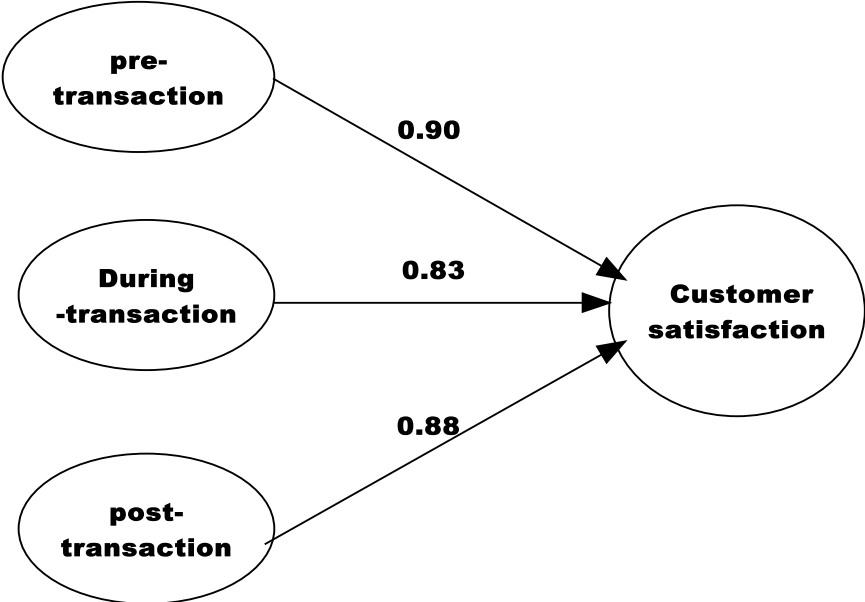 pre-
transaction
0.90
During
-transaction
0.83
Customer
satisfaction
0.88
post-
transaction